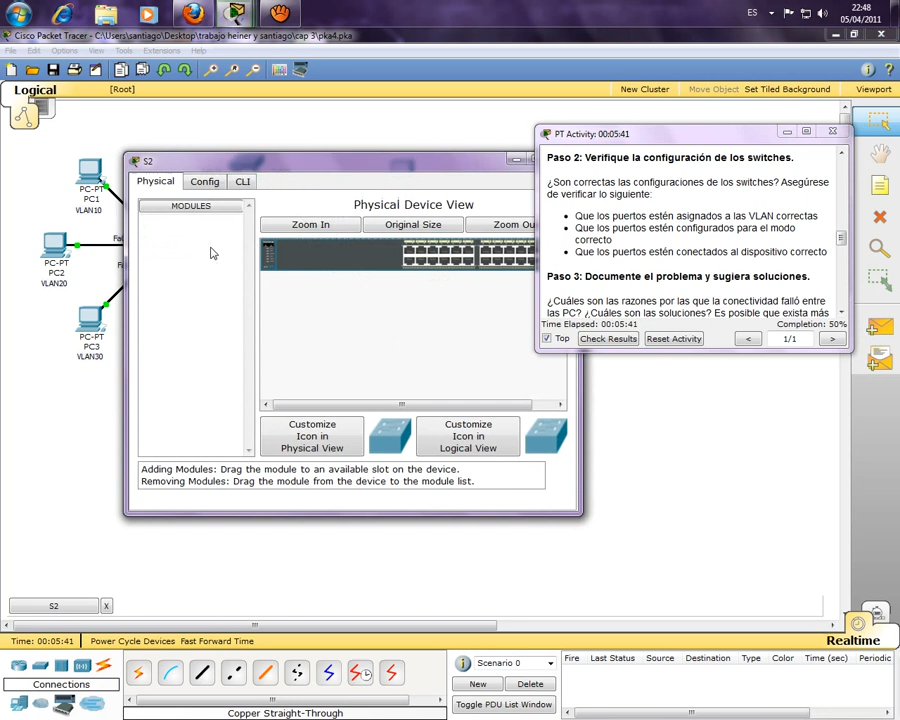 ES
22:48
05/04/2011
Cisco Packet Tracer - C:\Users\santiago\Desktop\trabajo heiner y santiago\cap 3\pka4.pka
File Edit Options View Tools Extensions Help
Logical
[Root]
New Cluster
Move Object
Set Tiled Background
Viewport
PT Activity: 00:05:41
Paso 2: Verifique la configuración de los switches.
¿Son correctas las configuraciones de los switches? Asegúrese
de verificar lo siguiente:
• Que los puertos estén asignados a las VLAN correctas
• Que los puertos estén configurados para el modo
correcto
• Que los puertos estén conectados al dispositivo correcto
Paso 3: Documente el problema y sugiera soluciones.
¿Cuáles son las razones por las que la conectividad falló entre
las PC? ¿Cuáles son las soluciones? Es posible que exista más
Time Elapsed: 00:05:41
Completion: 50%
Top
Check Results
Reset Activity
<
1/1
>
PC-PT
PC1
VLAN10
PC-PT
PC2
VLAN20
PC-PT
PC3
VLAN30
Fa
F
S2
Physical
Config
CLI
MODULES
Physical Device View
Zoom In
Original Size
Zoom Ou
Customize
Icon in
Physical View
Customize
Icon in
Logical View
Adding Modules: Drag the module to an available slot on the device.
Removing Modules: Drag the module from the device to the module list.
S2
X
Time: 00:05:41
Power Cycle Devices Fast Forward Time
Realtime
Connections
Copper Straight-Through
Scenario 0
New
Delete
Toggle PDU List Window
Fire Last Status Source Destination Type Color Time (sec) Periodic